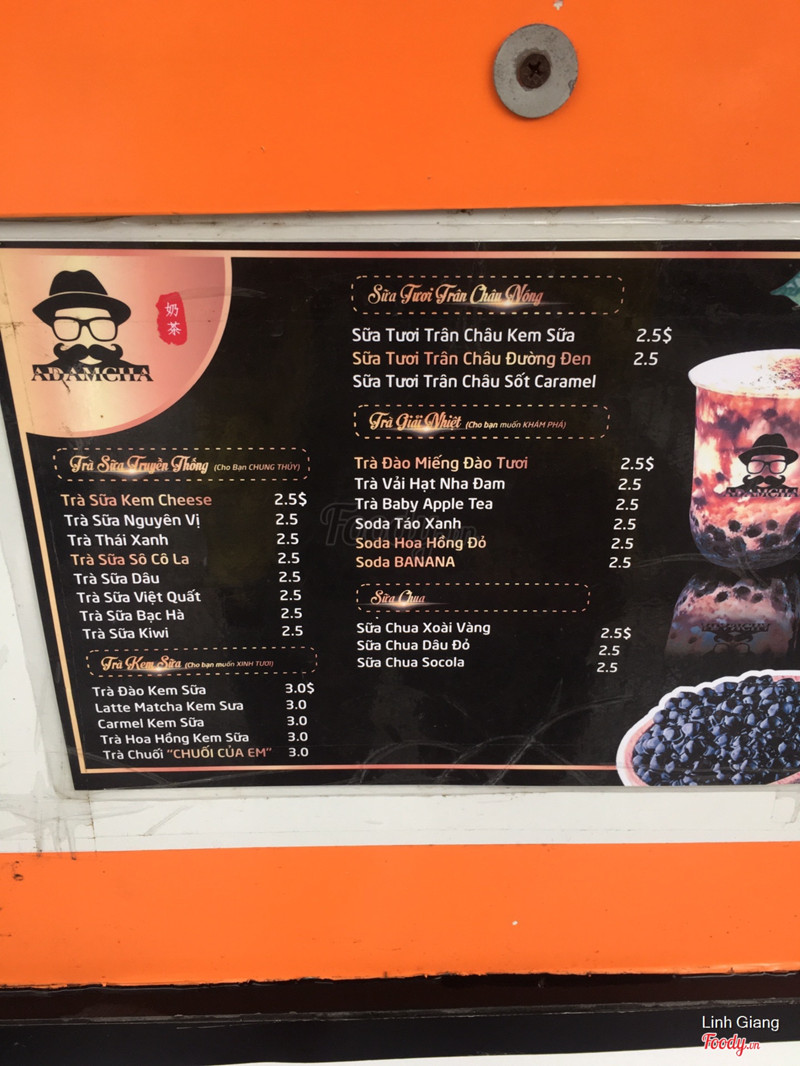 奶茶
ADAMCHA
Trà Sữa Truyền Thống (Cho Bạn CHUNG THỦY)
Trà Sữa Kem Cheese 2.5$
Trà Sữa Nguyên Vị 2.5
Trà Thái Xanh 2.5
Trà Sữa Sô Cô La 2.5
Trà Sữa Dâu 2.5
Trà Sữa Việt Quất 2.5
Trà Sữa Bạc Hà 2.5
Trà Sữa Kiwi 2.5
Trà Kem Sữa (Cho bạn muốn XINH TƯƠI)
Trà Đào Kem Sữa 3.0$
Latte Matcha Kem Sưa 3.0
Carmel Kem Sữa 3.0
Trà Hoa Hồng Kem Sữa 3.0
Trà Chuối "CHUỐI CỦA EM" 3.0
Sữa Tươi Trân Châu Nóng
Sữa Tươi Trân Châu Kem Sữa 2.5$
Sữa Tươi Trân Châu Đường Đen 2.5
Sữa Tươi Trân Châu Sốt Caramel
Trà Giải Nhiệt (Cho bạn muốn KHÁM PHÁ)
Trà Đào Miếng Đào Tươi 2.5$
Trà Vải Hạt Nha Đam 2.5
Trà Baby Apple Tea 2.5
Soda Táo Xanh 2.5
Soda Hoa Hồng Đỏ 2.5
Soda BANANA 2.5
Sữa Chua
Sữa Chua Xoài Vàng 2.5$
Sữa Chua Dâu Đỏ 2.5
Sữa Chua Socola 2.5
ADAMCHA
ADAMCHA
Foody.vn
Linh Giang
Foody.vn